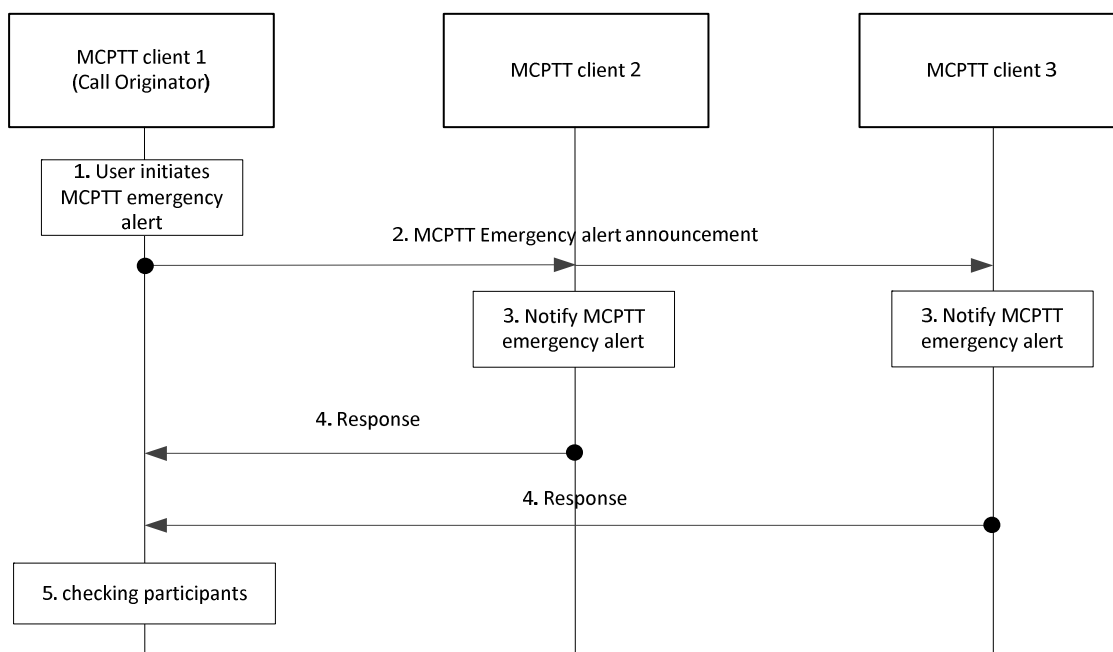 MCPTT client 1
(Call Originator)
MCPTT client 2
MCPTT client 3
1. User initiates
MCPTT emergency
alert
2. MCPTT Emergency alert announcement
3. Notify MCPTT
emergency alert
3. Notify MCPTT
emergency alert
4. Response
4. Response
5. checking participants